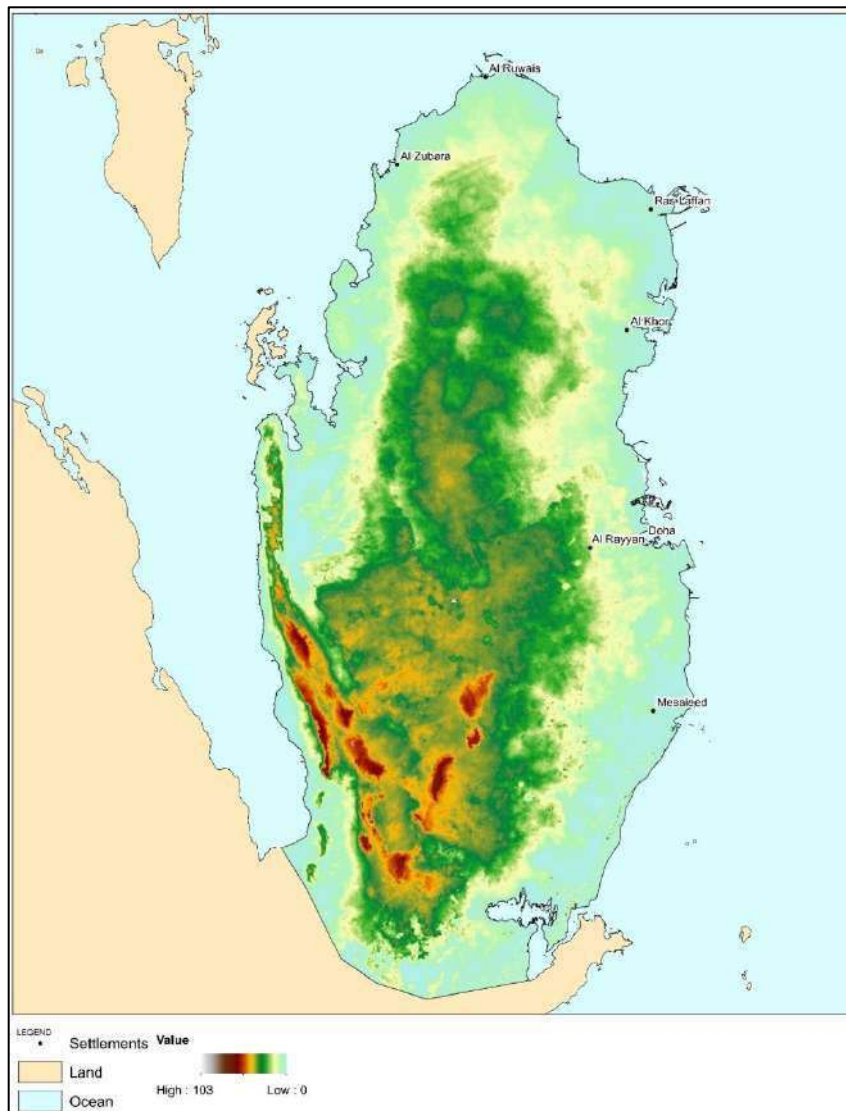 Al Ruwais
Al Zubara
Ras Laffan
Al Khor
Doha
Al Rayyan
Mesaieed
LEGEND
Settlements
Value
Land
High : 103
Low : 0
Ocean